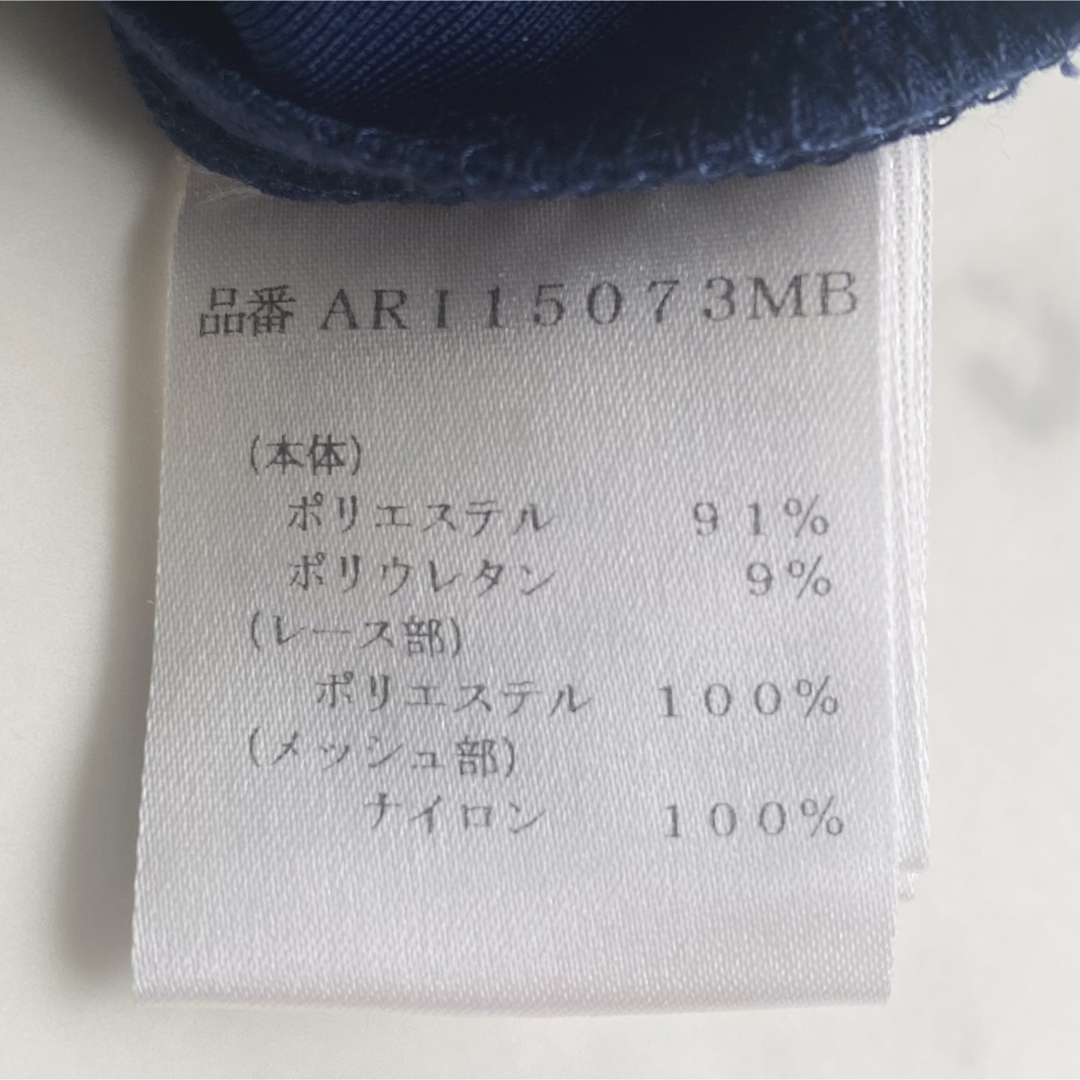 品番 ARI15073MB
(本体)
ポリエステル 91%
ポリウレタン 9%
(レース部)
ポリエステル 100%
(メッシュ部)
ナイロン 100%